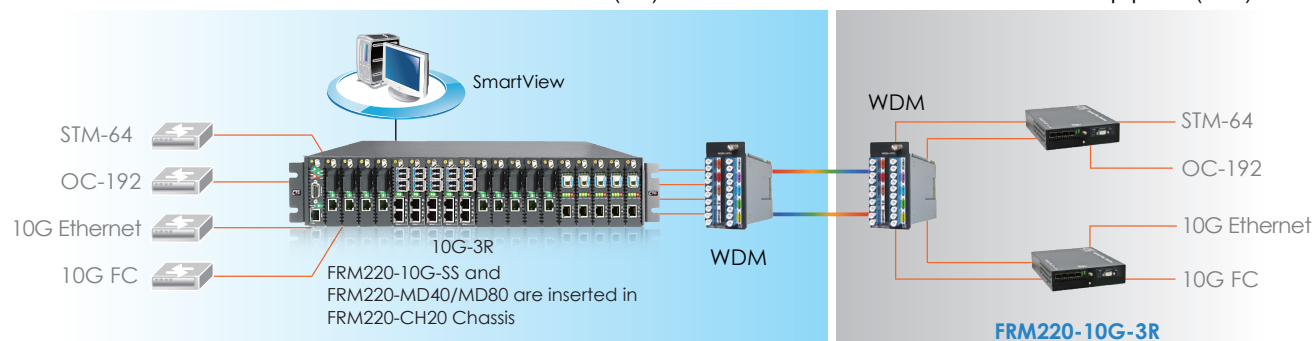 SmartView
STM-64
OC-192
10G Ethernet
10G FC
10G-3R
FRM220-10G-SS and
FRM220-MD40/MD80 are inserted in
FRM220-CH20 Chassis
WDM
WDM
STM-64
OC-192
10G Ethernet
10G FC
FRM220-10G-3R